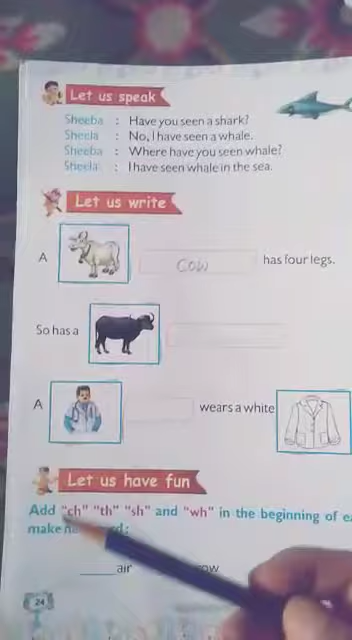 Let us speak
Sheeba : Have you seen a shark?
Sheela : No, I have seen a whale.
Sheeba : Where have you seen whale?
Sheela : I have seen whale in the sea.
Let us write
A cow has four legs.
So has a
A wears a white
Let us have fun
Add "ch" "th" "sh" and "wh" in the beginning of
make
____air
24